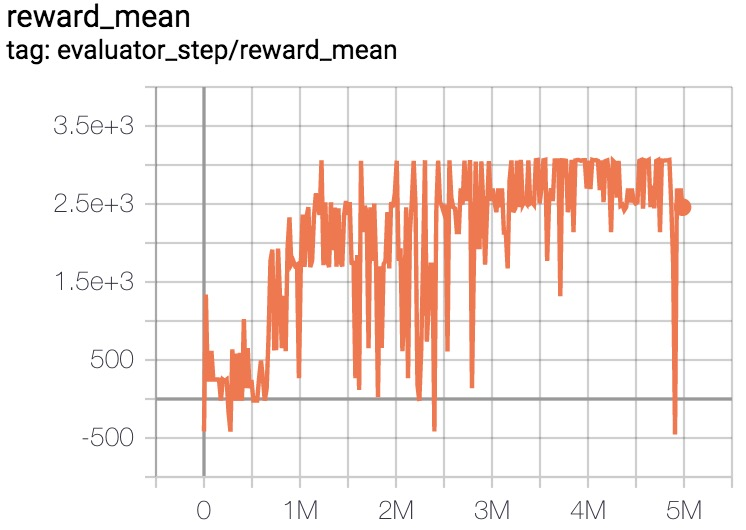 reward_mean
tag: evaluator_step/reward_mean
3.5e+3
2.5e+3
1.5e+3
500
-500
0 1M 2M 3M 4M 5M